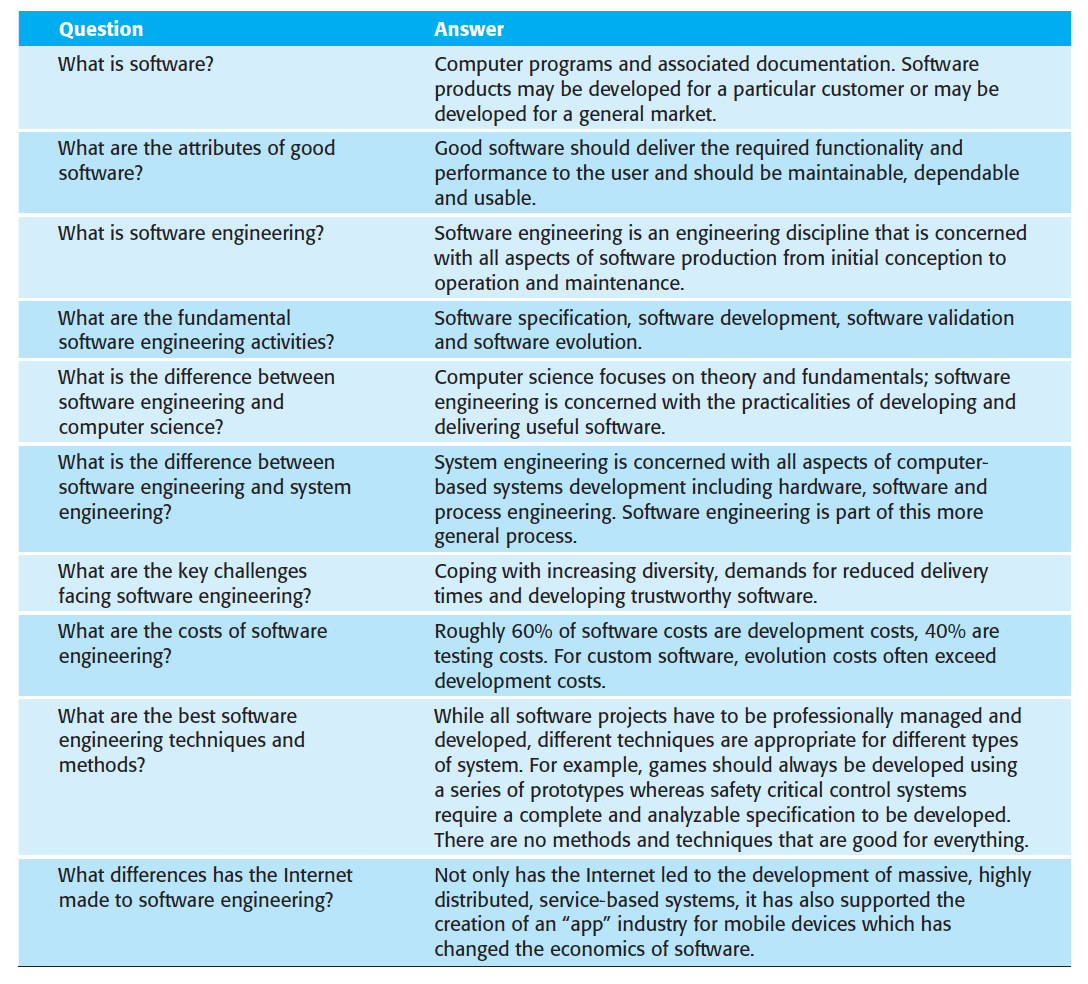 Question Answer
What is software? Computer programs and associated documentation. Software
products may be developed for a particular customer or may be
developed for a general market.
What are the attributes of good
software?
Good software should deliver the required functionality and
performance to the user and should be maintainable, dependable
and usable.
What is software engineering?
Software engineering is an engineering discipline that is concerned
with all aspects of software production from initial conception to
operation and maintenance.
What are the fundamental
software engineering activities?
Software specification, software development, software validation
and software evolution.
What is the difference between
software engineering and
computer science?
Computer science focuses on theory and fundamentals; software
engineering is concerned with the practicalities of developing and
delivering useful software.
What is the difference between
software engineering and system
engineering?
System engineering is concerned with all aspects of computer-
based systems development including hardware, software and
process engineering. Software engineering is part of this more
general process.
What are the key challenges
facing software engineering?
Coping with increasing diversity, demands for reduced delivery
times and developing trustworthy software.
What are the costs of software
engineering?
Roughly 60% of software costs are development costs, 40% are
testing costs. For custom software, evolution costs often exceed
development costs.
What are the best software
engineering techniques and
methods?
While all software projects have to be professionally managed and
developed, different techniques are appropriate for different types
of system. For example, games should always be developed using
a series of prototypes whereas safety critical control systems
require a complete and analyzable specification to be developed.
There are no methods and techniques that are good for everything.
What differences has the Internet
made to software engineering?
Not only has the Internet led to the development of massive, highly
distributed, service-based systems, it has also supported the
creation of an “app” industry for mobile devices which has
changed the economics of software.